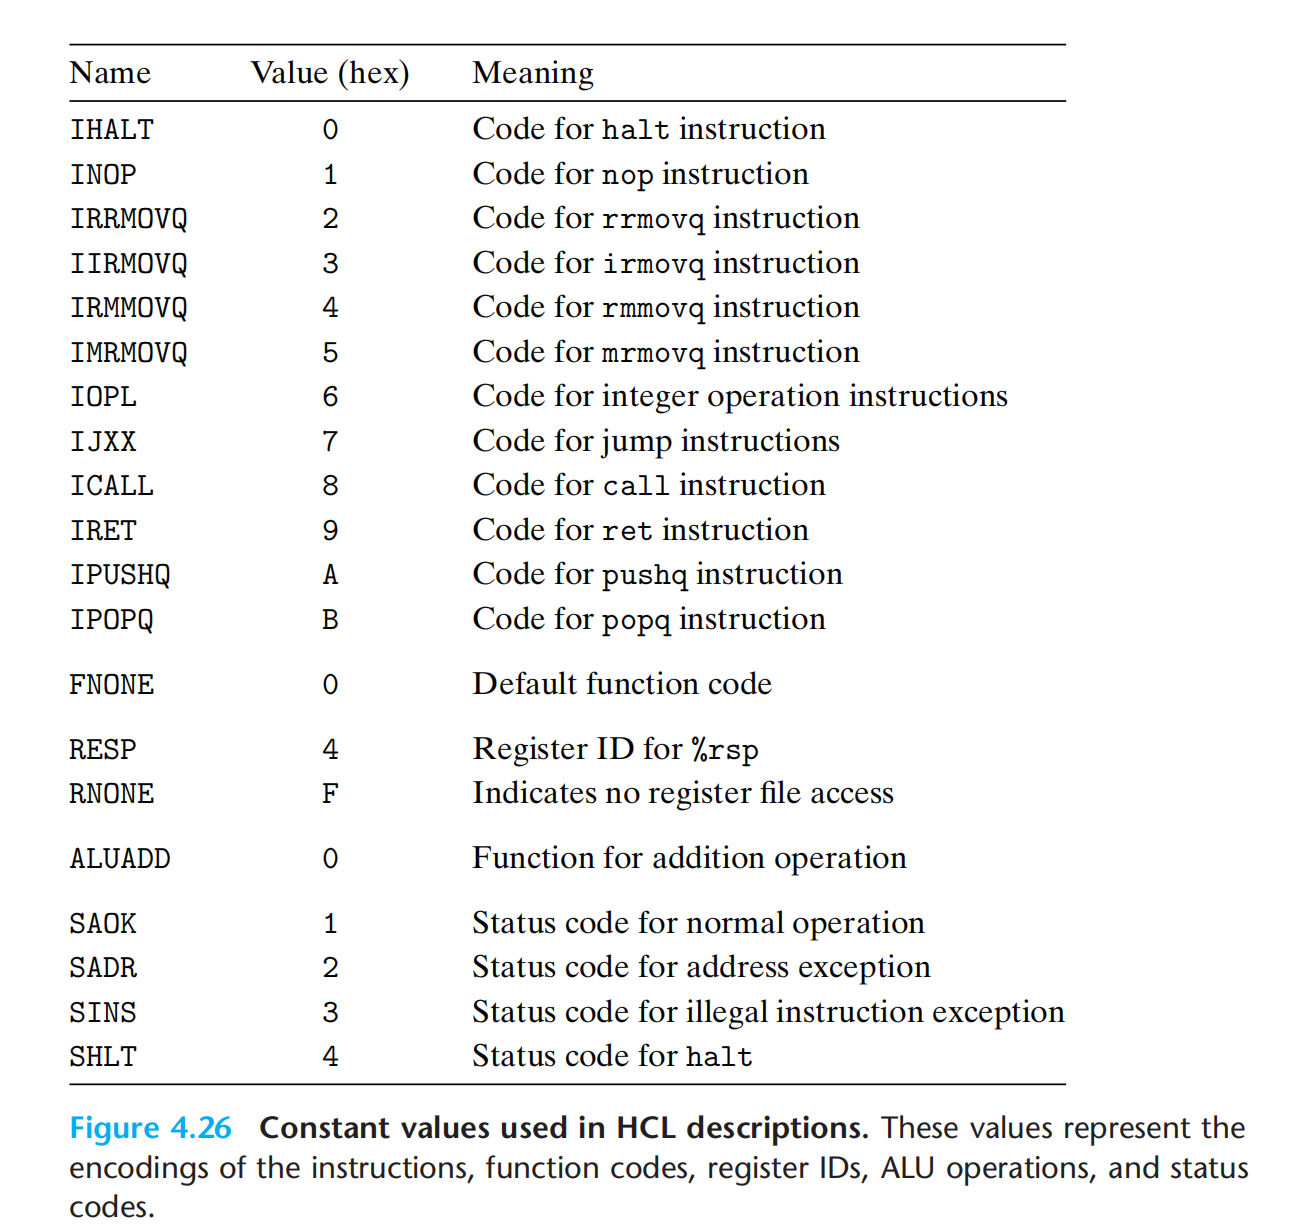 Name Value (hex) Meaning
IHALT 0 Code for halt instruction
INOP 1 Code for nop instruction
IRRMOVQ 2 Code for rrmovq instruction
IIRMOVQ 3 Code for irmovq instruction
IRMMOVQ 4 Code for rmmovq instruction
IMRMOVQ 5 Code for mrmovq instruction
IOPL 6 Code for integer operation instructions
IJXX 7 Code for jump instructions
ICALL 8 Code for call instruction
IRET 9 Code for ret instruction
IPUSHQ A Code for pushq instruction
IPOPQ B Code for popq instruction
FNONE 0 Default function code
RESP 4 Register ID for %rsp
RNONE F Indicates no register file access
ALUADD 0 Function for addition operation
SAOK 1 Status code for normal operation
SADR 2 Status code for address exception
SINS 3 Status code for illegal instruction exception
SHLT 4 Status code for halt
Figure 4.26 Constant values used in HCL descriptions. These values represent the
encodings of the instructions, function codes, register IDs, ALU operations, and status
codes.